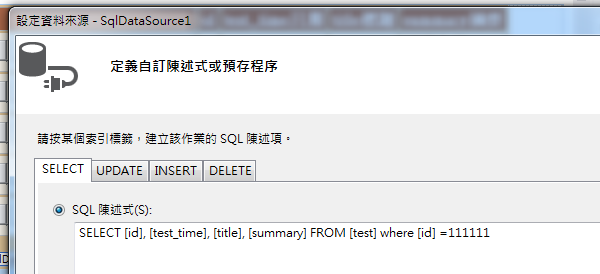 設定資料來源 - SqlDataSource1
定義自訂陳述式或預存程序
請按某個索引標籤，建立該作業的 SQL 陳述項。
SELECT UPDATE INSERT DELETE
SQL 陳述式(S):
SELECT [id], [test_time], [title], [summary] FROM [test] where [id] =111111